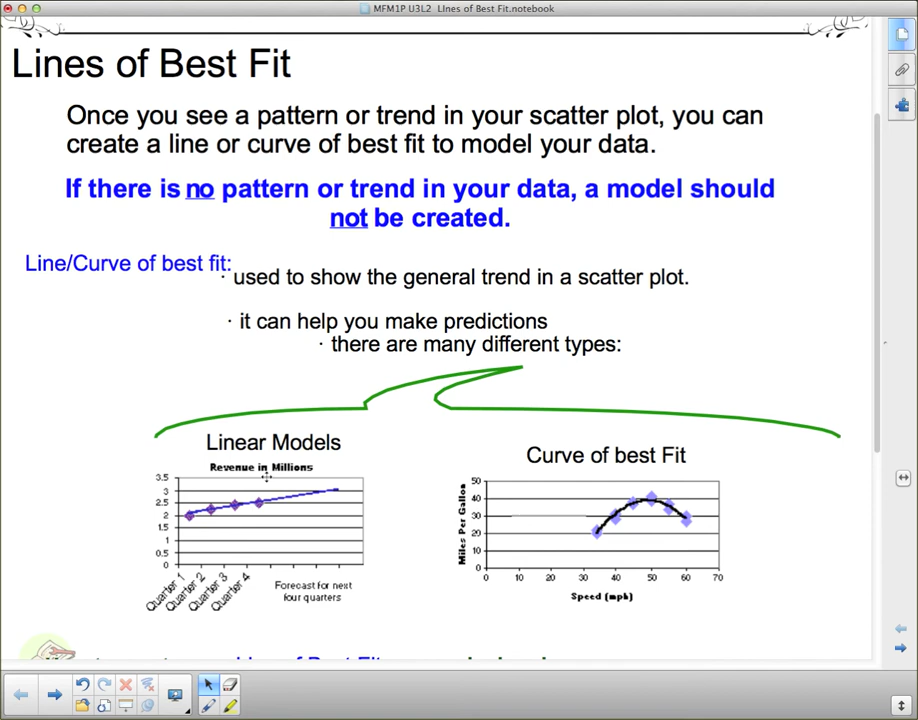 MFM1P U3L2 LInes of Best Fit.notebook
Lines of Best Fit
Once you see a pattern or trend in your scatter plot, you can
create a line or curve of best fit to model your data.
If there is no pattern or trend in your data, a model should
not be created.
Line/Curve of best fit:
· used to show the general trend in a scatter plot.
· it can help you make predictions
· there are many different types:
Linear Models
Revenue in Millions
3.5
3
2.5
2
1.5
1
0.5
0
Quarter 1
Quarter 2
Quarter 3
Quarter 4
Forecast for next
four quarters
Curve of best Fit
Miles Per Gallon
50
40
30
20
10
0
0 10 20 30 40 50 60 70
Speed (mph)